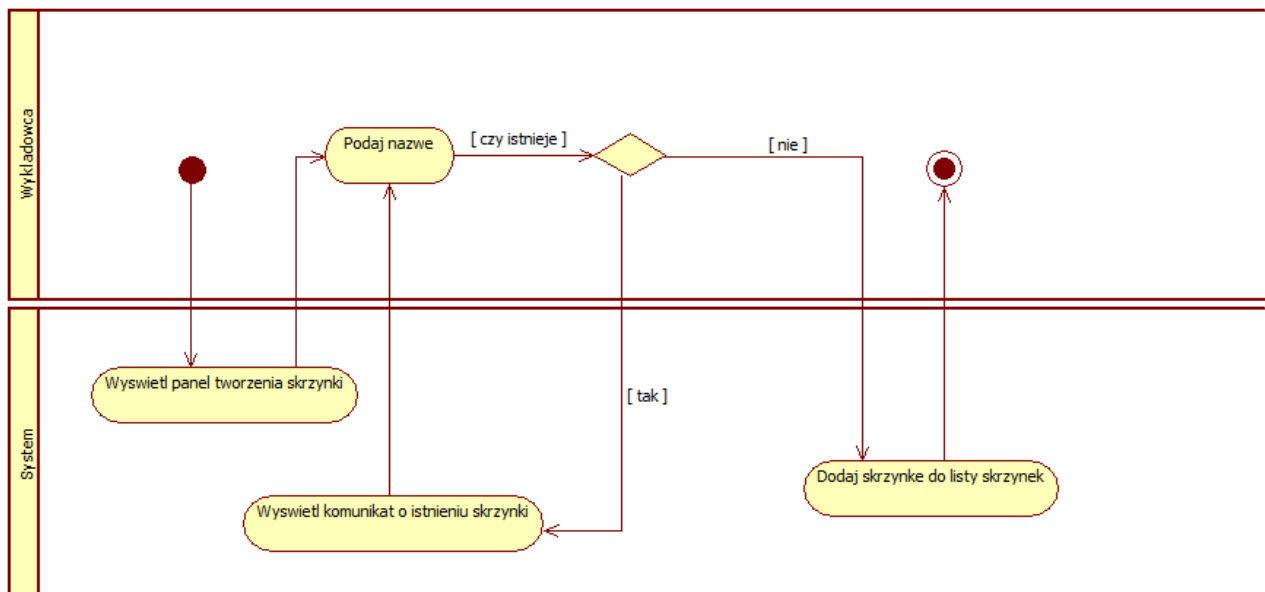 Wykladowca
Podaj nazwe
[ czy istnieje ]
[ nie ]
System
Wyswietl panel tworzenia skrzynki
[ tak ]
Dodaj skrzynke do listy skrzynek
Wyswietl komunikat o istnieniu skrzynki